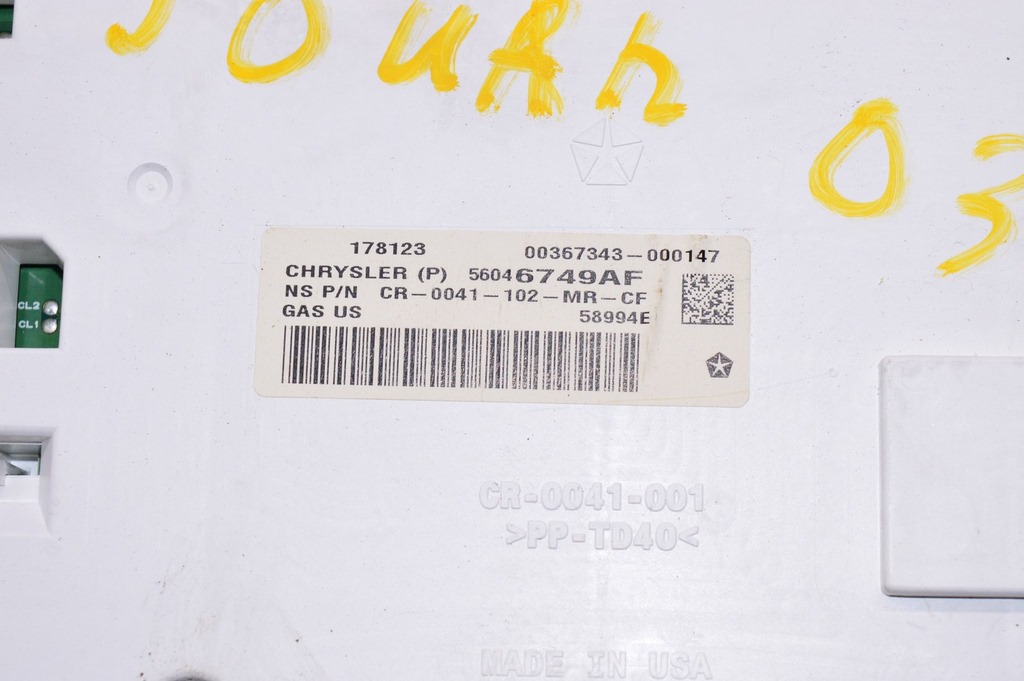 JOURN 03
178123 00367343-000147
CHRYSLER (P) 56046749AF
NS P/N CR-0041-102-MR-CF
GAS US 58994E
CL2
CL1
CR-0041-001
>PP-TD40<
MADE IN USA